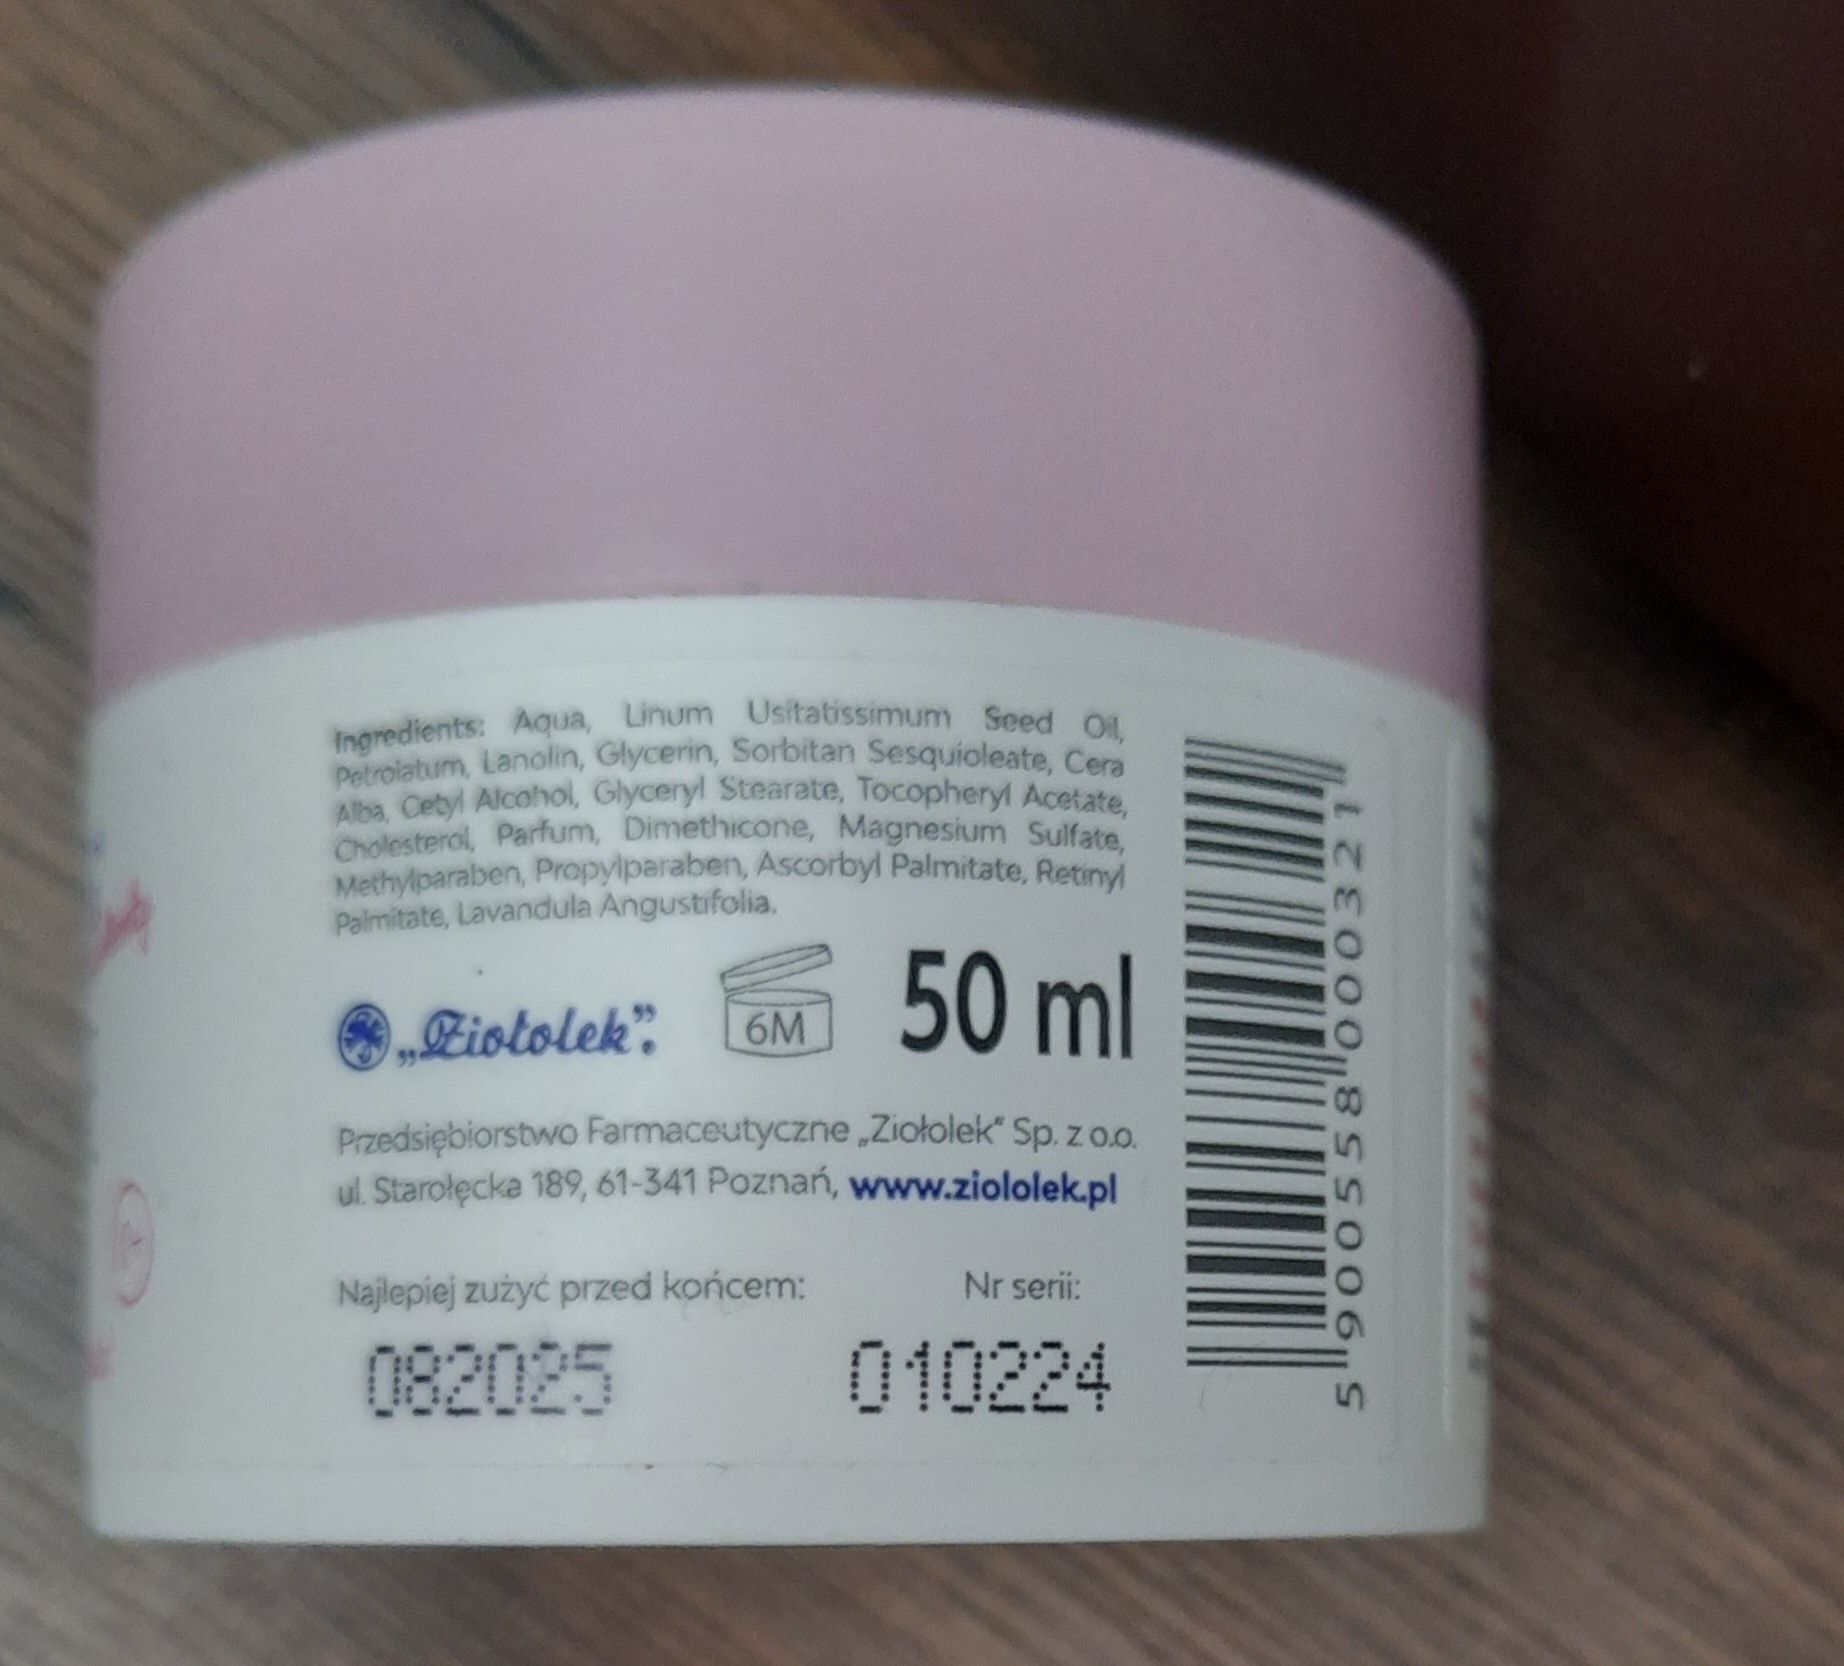 Ingredients: Aqua, Linum Usitatissimum Seed Oil,
Petrolatum, Lanolin, Glycerin, Sorbitan Sesquioleate, Cera
Alba, Cetyl Alcohol, Glyceryl Stearate, Tocopheryl Acetate,
Cholesterol, Parfum, Dimethicone, Magnesium Sulfate,
Methylparaben, Propylparaben, Ascorbyl Palmitate, Retinyl
Palmitate, Lavandula Angustifolia.
„Ziołolek”
6M
50 ml
Przedsiębiorstwo Farmaceutyczne „Ziołolek" Sp. z o.o.
ul. Starołęcka 189, 61-341 Poznań, www.ziololek.pl
Najlepiej zużyć przed końcem:
Nr serii:
082025
010224
5 900558 000321